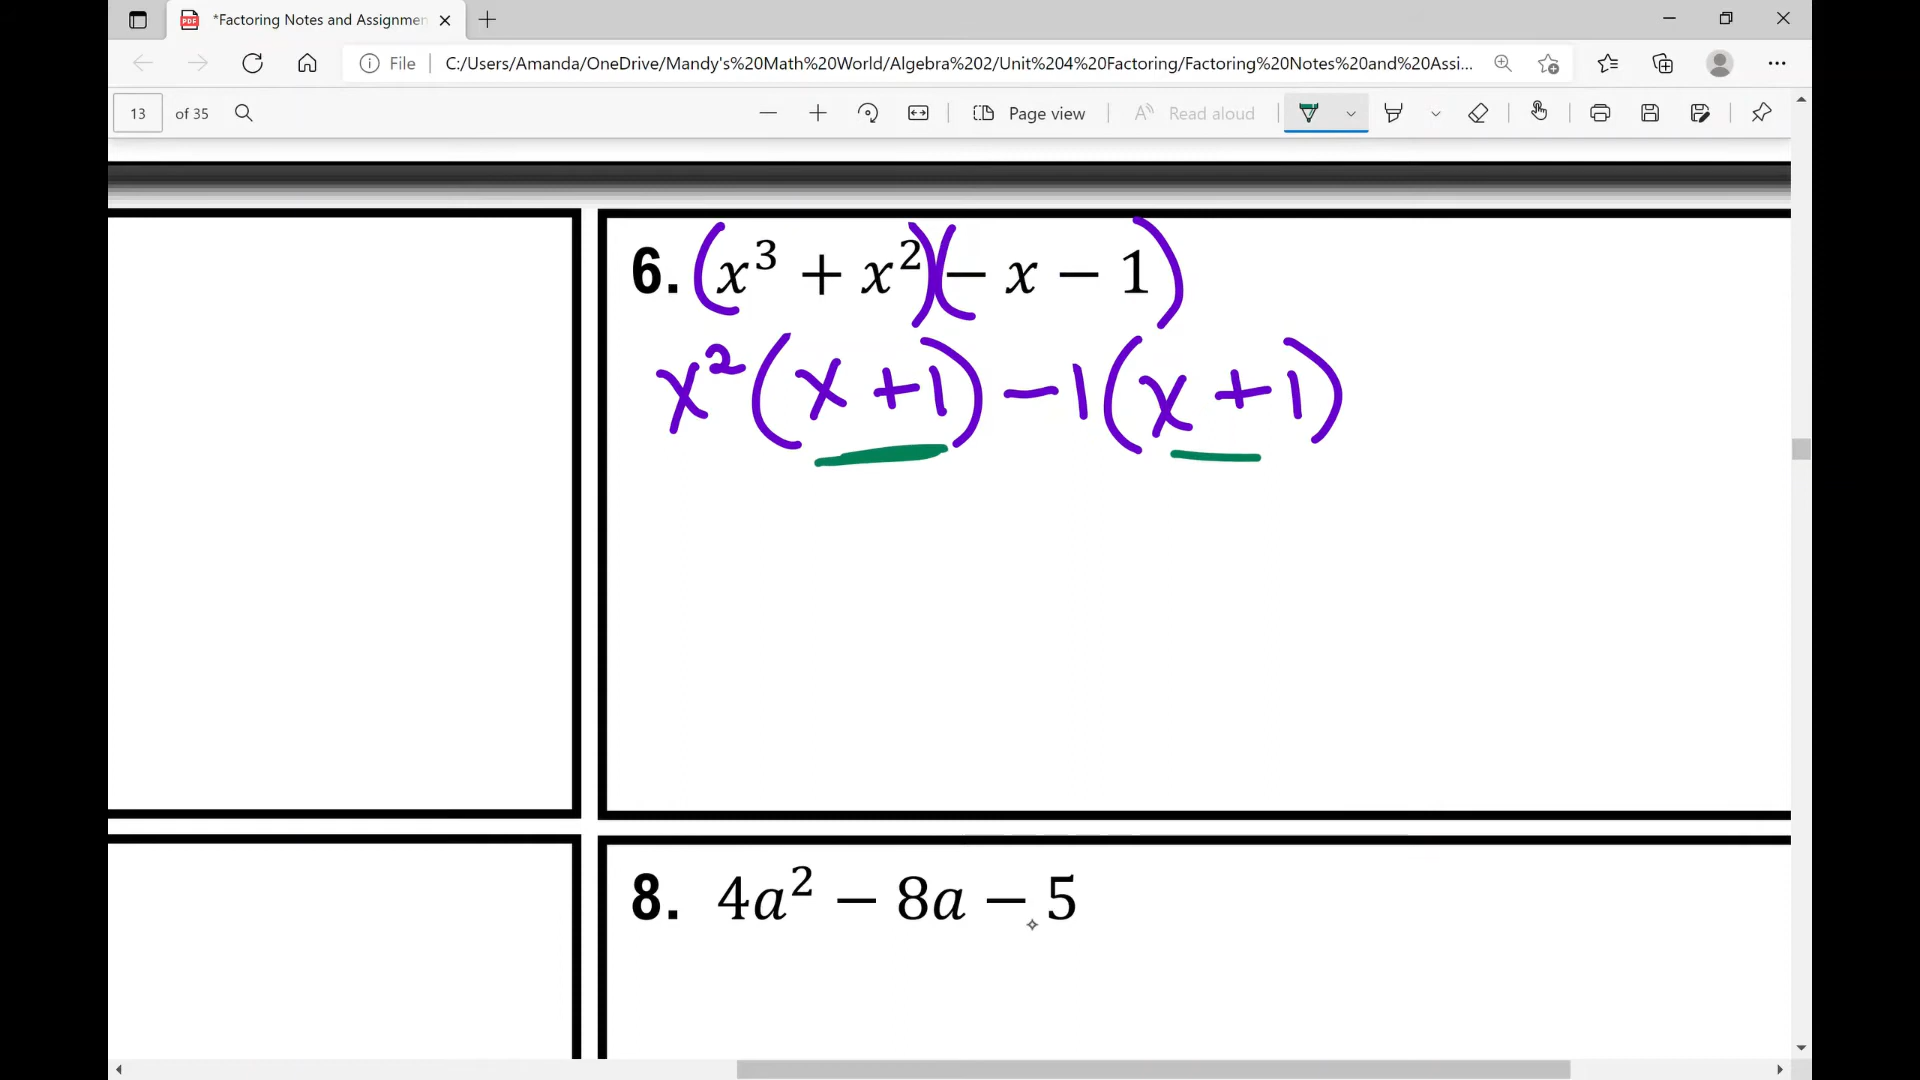 *Factoring Notes and Assignmen
File C:/Users/Amanda/OneDrive/Mandy's%20Math%20World/Algebra%202/Unit%204%20Factoring/Factoring%20Notes%20and%20Assi...
13 of 35 Page view Read aloud
6. (x³ + x²)(− x − 1)
x²(x+1) −1(x+1)
8. 4a² − 8a − 5